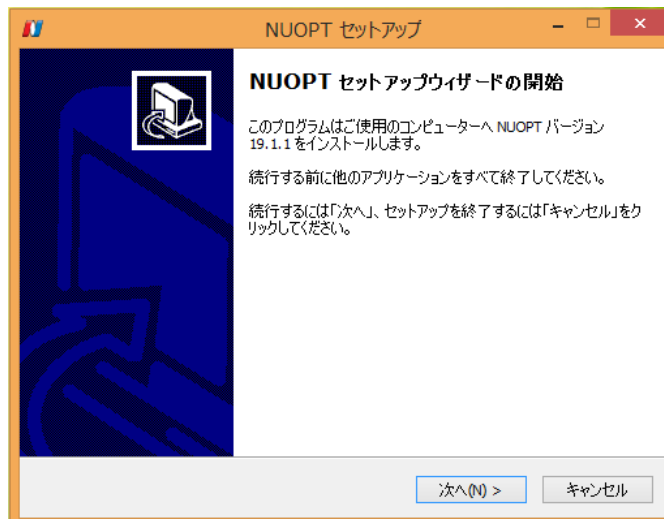 NUOPT セットアップ
NUOPT セットアップウィザードの開始
このプログラムはご使用のコンピューターへ NUOPT バージョン
19.1.1 をインストールします。
続行する前に他のアプリケーションをすべて終了してください。
続行するには「次へ」、セットアップを終了するには「キャンセル」をク
リックしてください。
次へ(N) >
キャンセル